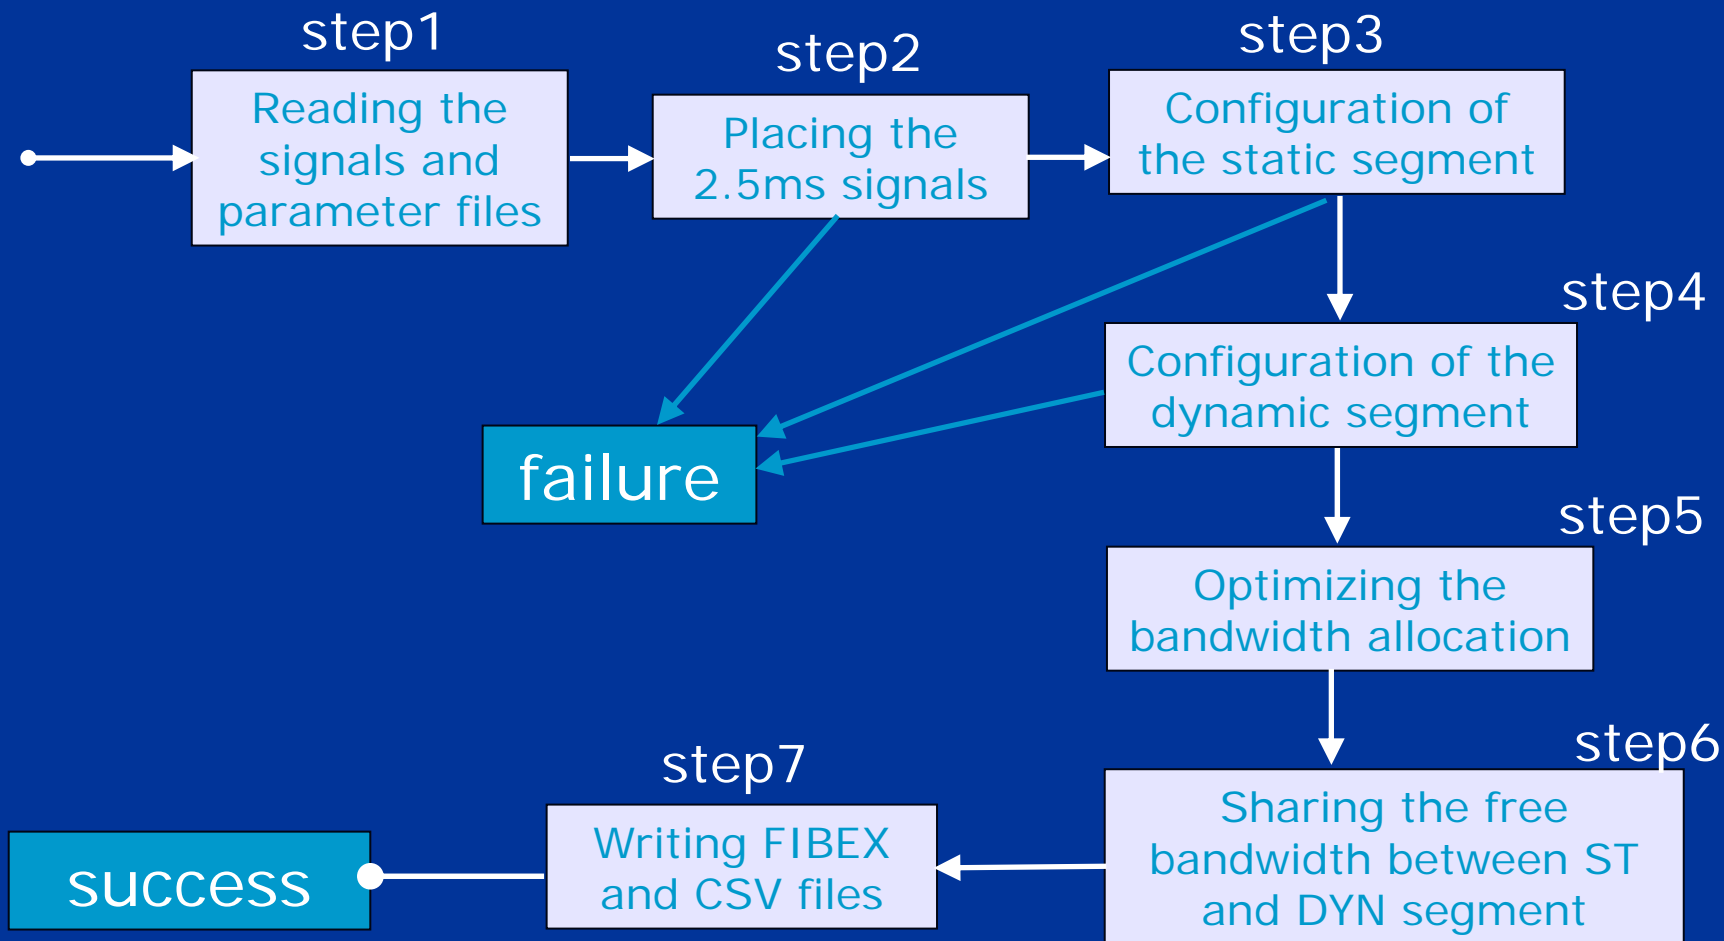 step1
Reading the
signals and
parameter files
step2
Placing the
2.5ms signals
step3
Configuration of
the static segment
step4
Configuration of the
dynamic segment
failure
step5
Optimizing the
bandwidth allocation
step6
Sharing the free
bandwidth between ST
and DYN segment
step7
Writing FIBEX
and CSV files
success